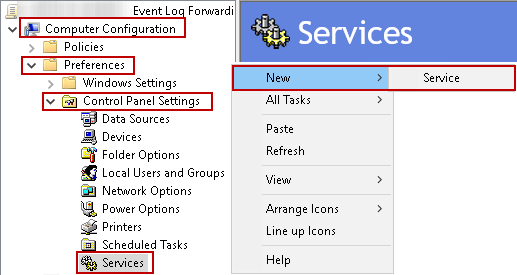 Event Log Forwardi
Computer Configuration
Policies
Preferences
Windows Settings
Control Panel Settings
Data Sources
Devices
Folder Options
Local Users and Groups
Network Options
Power Options
Printers
Scheduled Tasks
Services
Services
New
Service
All Tasks
Paste
Refresh
View
Arrange Icons
Line up Icons
Help